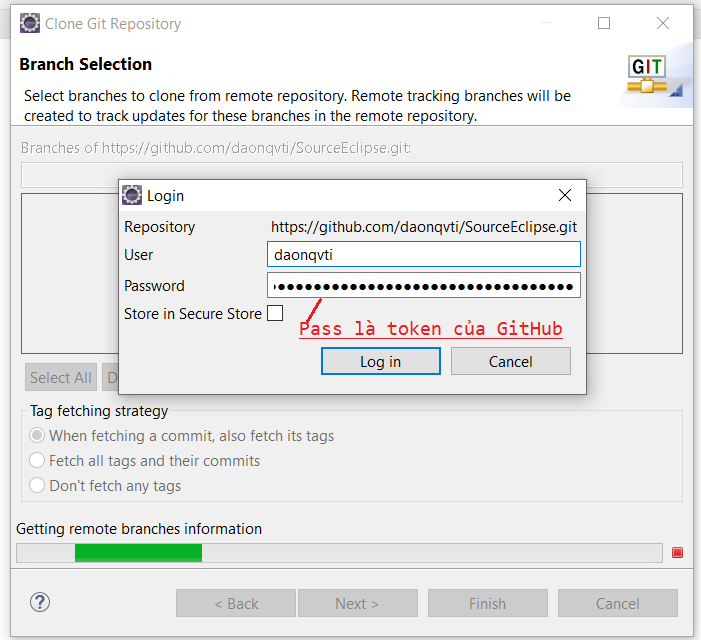 Clone Git Repository
Branch Selection
GIT
Select branches to clone from remote repository. Remote tracking branches will be
created to track updates for these branches in the remote repository.
Branches of https://github.com/daonqvti/SourceEclipse.git:
Login
Repository https://github.com/daonqvti/SourceEclipse.git
User daonqvti
Password
Store in Secure Store
Pass là token của GitHub
Log in Cancel
Select All D
Tag fetching strategy
When fetching a commit, also fetch its tags
Fetch all tags and their commits
Don't fetch any tags
Getting remote branches information
? < Back Next > Finish Cancel